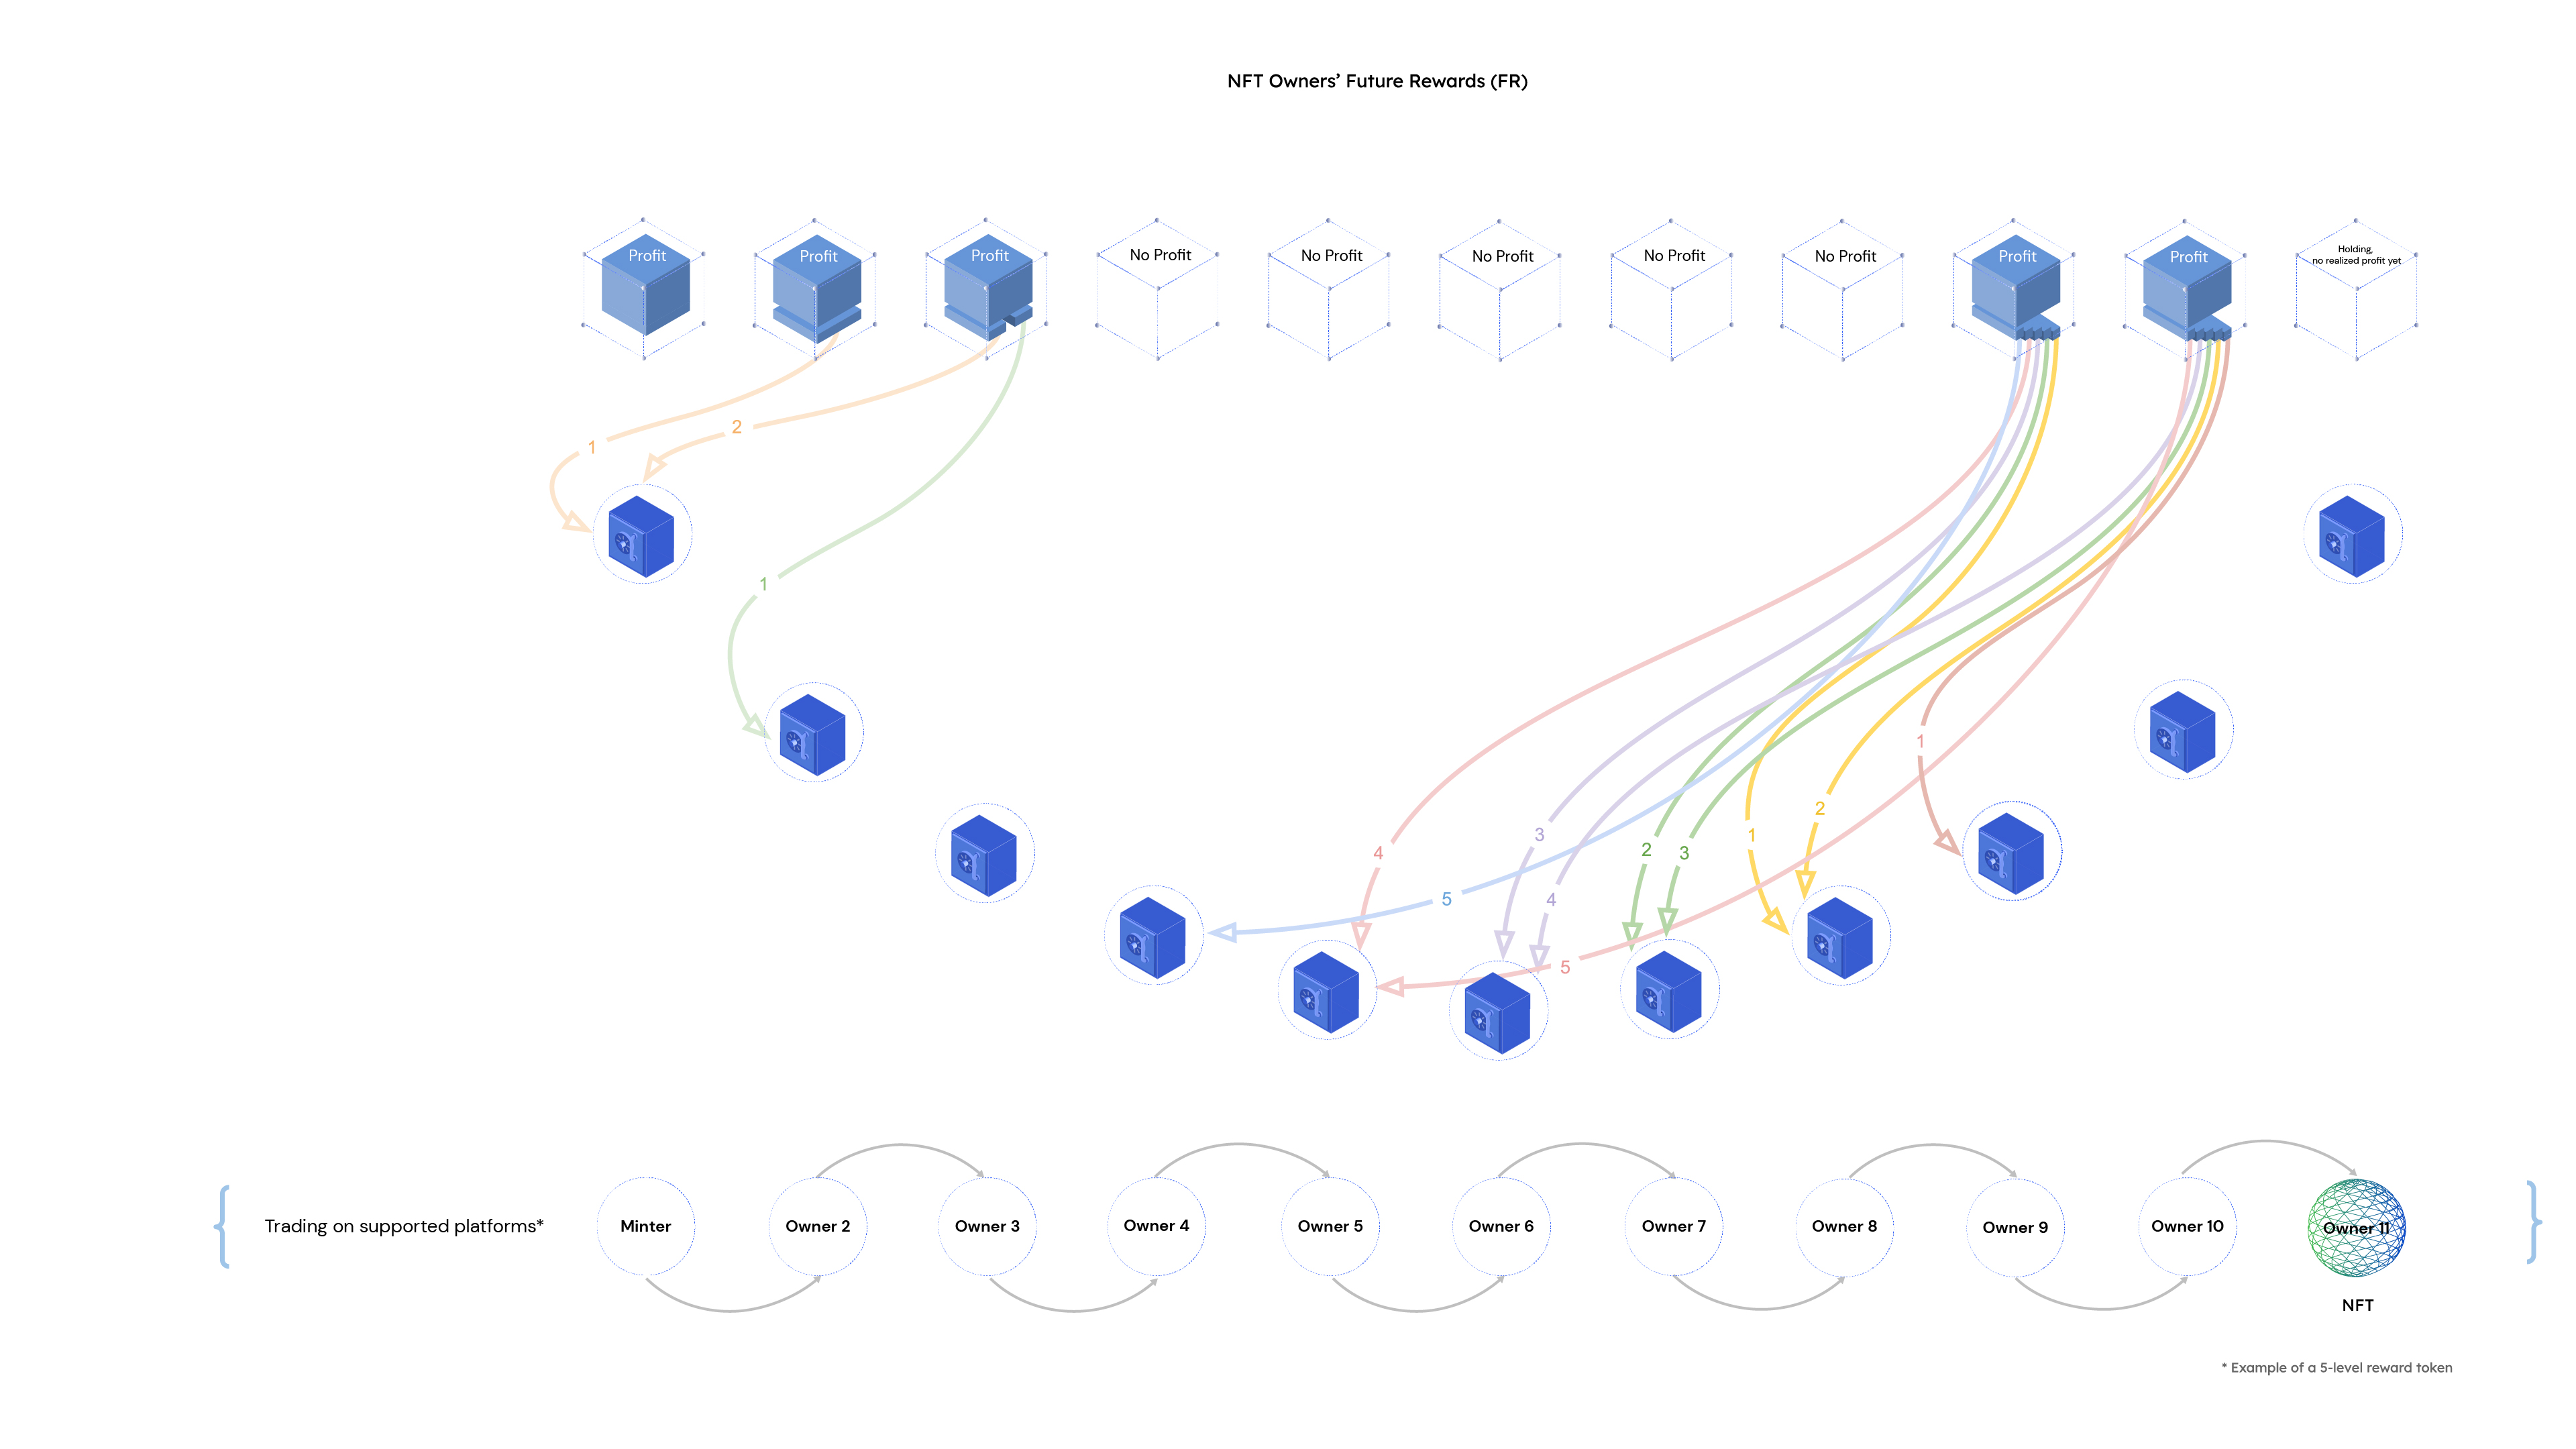 NFT Owners’ Future Rewards (FR)
Profit
Profit
Profit
No Profit
No Profit
No Profit
No Profit
No Profit
Profit
Profit
Holding,
no realized profit yet
1
2
1
1
2
1
3
2
3
4
5
4
5
Trading on supported platforms*
Minter
Owner 2
Owner 3
Owner 4
Owner 5
Owner 6
Owner 7
Owner 8
Owner 9
Owner 10
Owner 11
NFT
* Example of a 5-level reward token